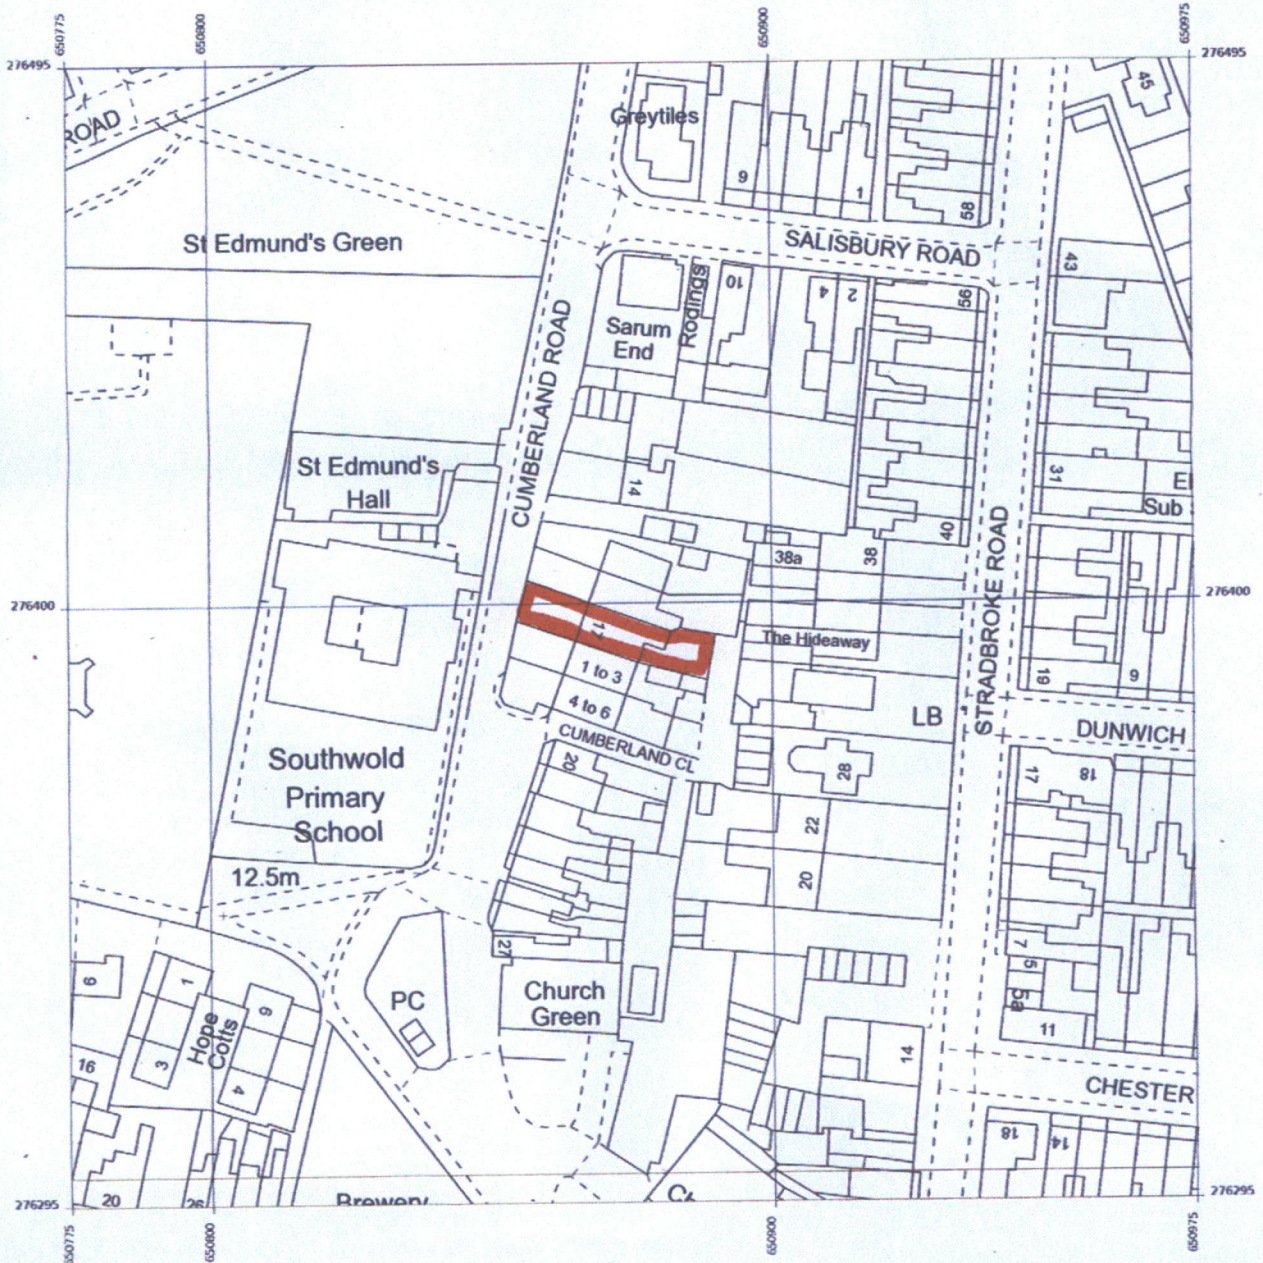 650775
650800
650900
650975
276495
276495
ROAD
Greytiles
45
9
1
58
St Edmund's Green
SALISBURY ROAD
43
Sarum
End
Rodings
10
4
2
56
CUMBERLAND ROAD
St Edmund's
Hall
14
31
Sub
40
38a
38
276400
276400
17
The Hideaway
STRADBROKE ROAD
1 to 3
4 to 6
19
9
LB
DUNWICH
CUMBERLAND CL
20
28
17
18
Southwold
Primary
School
22
20
12.5m
27
7
5
5a
11
9
1
6
Hope
Cotts
3
4
PC
Church
Green
16
14
CHESTER
18
14
20
26
Brewery
276295
276295
650775
650800
650900
650975